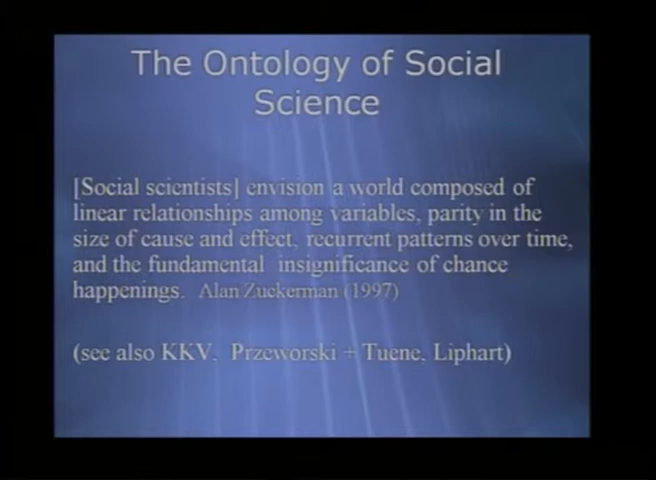 The Ontology of Social
Science
[Social scientists] envision a world composed of
linear relationships among variables, parity in the
size of cause and effect, recurrent patterns over time,
and the fundamental insignificance of chance
happenings. Alan Zuckerman (1997)
(see also KKV, Przeworski + Tuene, Liphart)